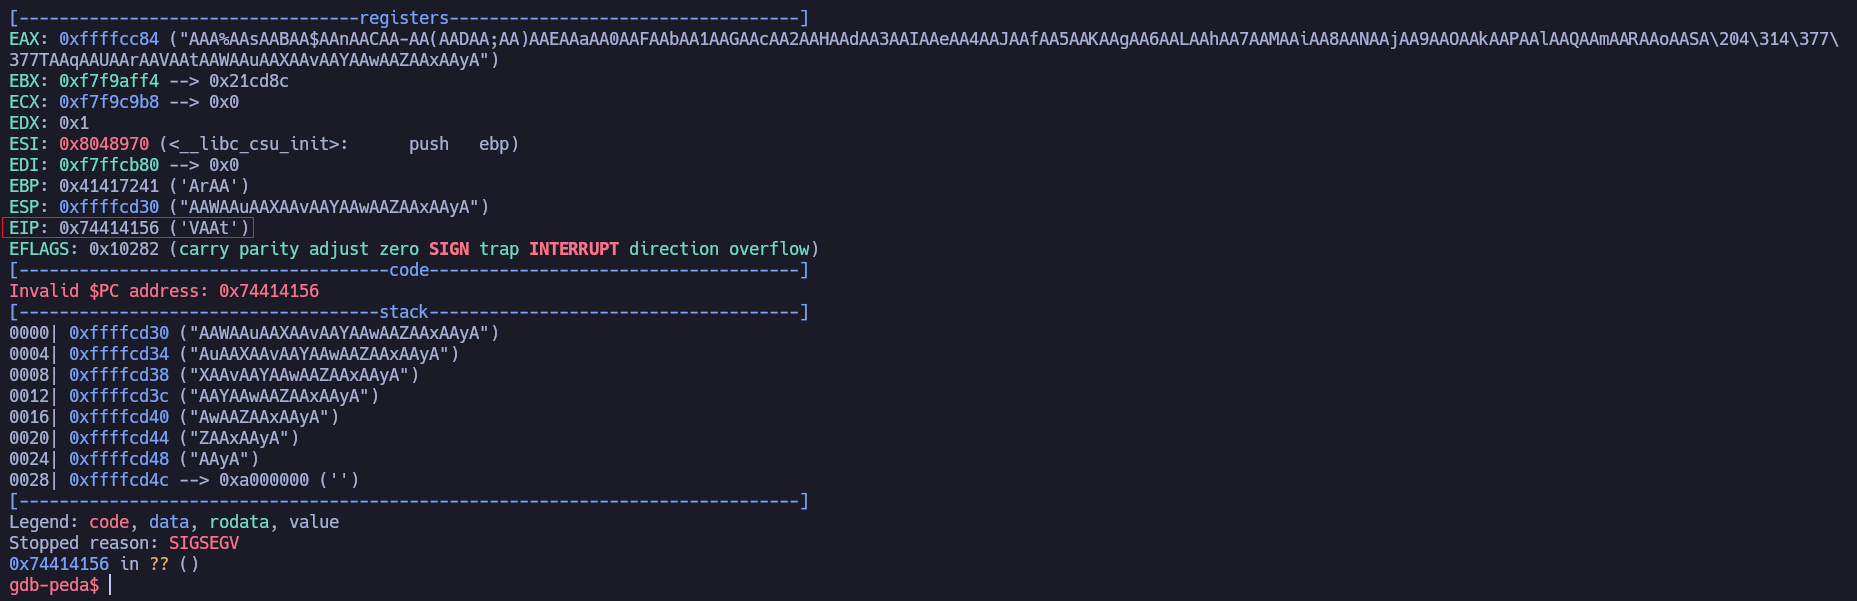 [----------------------------------registers-----------------------------------]
EAX: 0xffffcc84 ("AAA%AAsAABAA$AAnAACAA-AA(AADAA;AA)AAEAAaAA0AAFAAbAA1AAGAAcAA2AAHAAdAA3AAIAAeAA4AAJAAfAA5AAKAAgAA6AALAAhAA7AAMAAiAA8AANAAjAA9AAOAAkAAPAAlAAQAAmAARAAoAASA\204\314\377\
377TAAqAAUAArAAVAAtAAWAAuAAXAAvAAYAAwAAZAAxAAyA")
EBX: 0xf7f9aff4 --> 0x21cd8c
ECX: 0xf7f9c9b8 --> 0x0
EDX: 0x1
ESI: 0x8048970 (<__libc_csu_init>:      push   ebp)
EDI: 0xf7ffcb80 --> 0x0
EBP: 0x41417241 ('ArAA')
ESP: 0xffffcd30 ("AAWAAuAAXAAvAAYAAwAAZAAxAAyA")
EIP: 0x74414156 ('VAAt')
EFLAGS: 0x10282 (carry parity adjust zero SIGN trap INTERRUPT direction overflow)
[-------------------------------------code-------------------------------------]
Invalid $PC address: 0x74414156
[------------------------------------stack-------------------------------------]
0000| 0xffffcd30 ("AAWAAuAAXAAvAAYAAwAAZAAxAAyA")
0004| 0xffffcd34 ("AuAAXAAvAAYAAwAAZAAxAAyA")
0008| 0xffffcd38 ("XAAvAAYAAwAAZAAxAAyA")
0012| 0xffffcd3c ("AAYAAwAAZAAxAAyA")
0016| 0xffffcd40 ("AwAAZAAxAAyA")
0020| 0xffffcd44 ("ZAAxAAyA")
0024| 0xffffcd48 ("AAyA")
0028| 0xffffcd4c --> 0xa000000 ('')
[------------------------------------------------------------------------------]
Legend: code, data, rodata, value
Stopped reason: SIGSEGV
0x74414156 in ?? ()
gdb-peda$